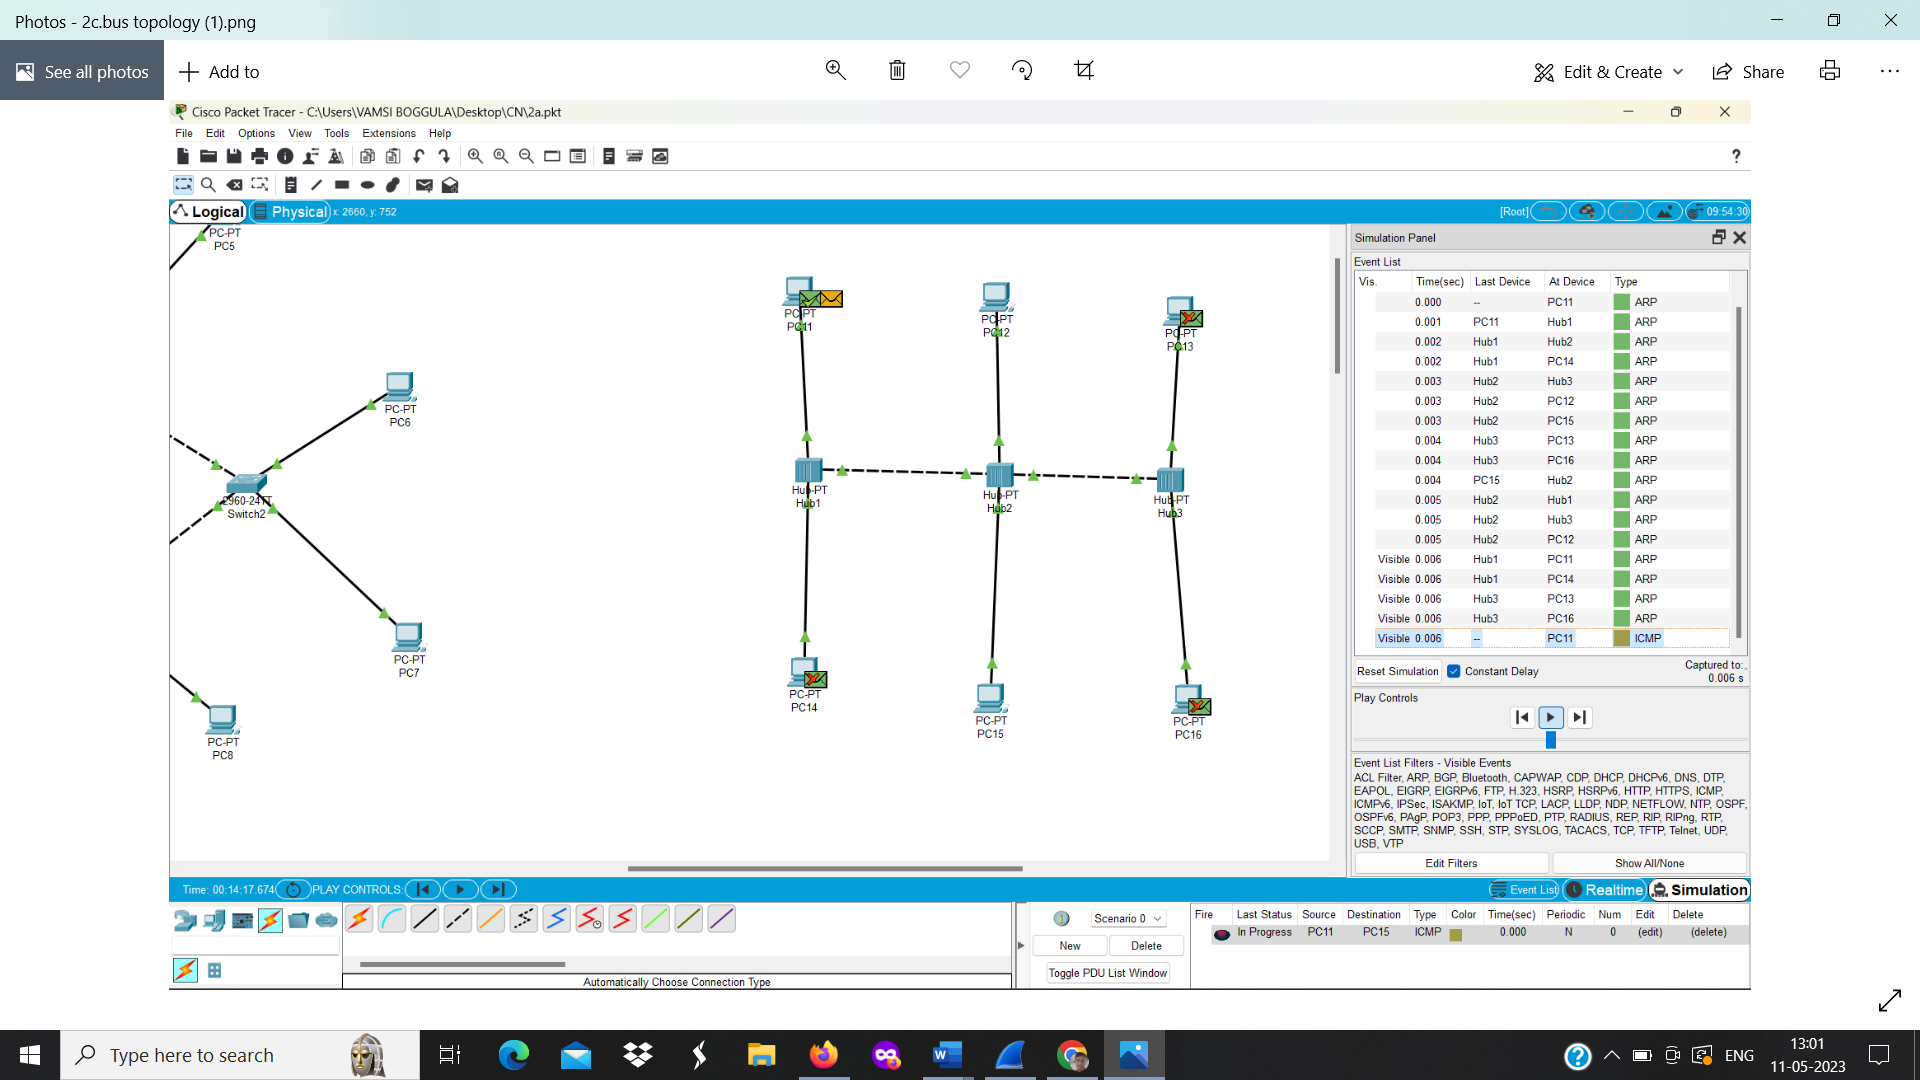 Photos - 2c.bus topology (1).png
See all photos
Add to
Edit & Create
Share
Cisco Packet Tracer - C:\Users\VAMSI BOGGULA\Desktop\CN\2a.pkt
File Edit Options View Tools Extensions Help
?
Logical Physical x: 2660, y: 752
[Root] 09:54:30
PC-PT
PC5
PC-PT
PC6
2960-24TT
Switch2
PC-PT
PC7
PC-PT
PC8
PC-PT
PC11
PC-PT
PC12
PC-PT
PC13
Hub-PT
Hub1
Hub-PT
Hub2
Hub-PT
Hub3
PC-PT
PC14
PC-PT
PC15
PC-PT
PC16
Simulation Panel
Event List
Vis. Time(sec) Last Device At Device Type
0.000 -- PC11 ARP
0.001 PC11 Hub1 ARP
0.002 Hub1 Hub2 ARP
0.002 Hub1 PC14 ARP
0.003 Hub2 Hub3 ARP
0.003 Hub2 PC12 ARP
0.003 Hub2 PC15 ARP
0.004 Hub3 PC13 ARP
0.004 Hub3 PC16 ARP
0.004 PC15 Hub2 ARP
0.005 Hub2 Hub1 ARP
0.005 Hub2 Hub3 ARP
0.005 Hub2 PC12 ARP
Visible 0.006 Hub1 PC11 ARP
Visible 0.006 Hub1 PC14 ARP
Visible 0.006 Hub3 PC13 ARP
Visible 0.006 Hub3 PC16 ARP
Visible 0.006 -- PC11 ICMP
Reset Simulation Constant Delay Captured to:
0.006 s
Play Controls
Event List Filters - Visible Events
ACL Filter, ARP, BGP, Bluetooth, CAPWAP, CDP, DHCP, DHCPv6, DNS, DTP,
EAPOL, EIGRP, EIGRPv6, FTP, H.323, HSRP, HSRPv6, HTTP, HTTPS, ICMP,
ICMPv6, IPSec, ISAKMP, IoT, IoT TCP, LACP, LLDP, NDP, NETFLOW, NTP, OSPF,
OSPFv6, PAgP, POP3, PPP, PPPoED, PTP, RADIUS, REP, RIP, RIPng, RTP,
SCCP, SMTP, SNMP, SSH, STP, SYSLOG, TACACS, TCP, TFTP, Telnet, UDP,
USB, VTP
Edit Filters Show All/None
Time: 00:14:17.674 PLAY CONTROLS:
Event List Realtime Simulation
Scenario 0
New Delete
Toggle PDU List Window
Automatically Choose Connection Type
Fire Last Status Source Destination Type Color Time(sec) Periodic Num Edit Delete
In Progress PC11 PC15 ICMP 0.000 N 0 (edit) (delete)
Type here to search
ENG
13:01
11-05-2023